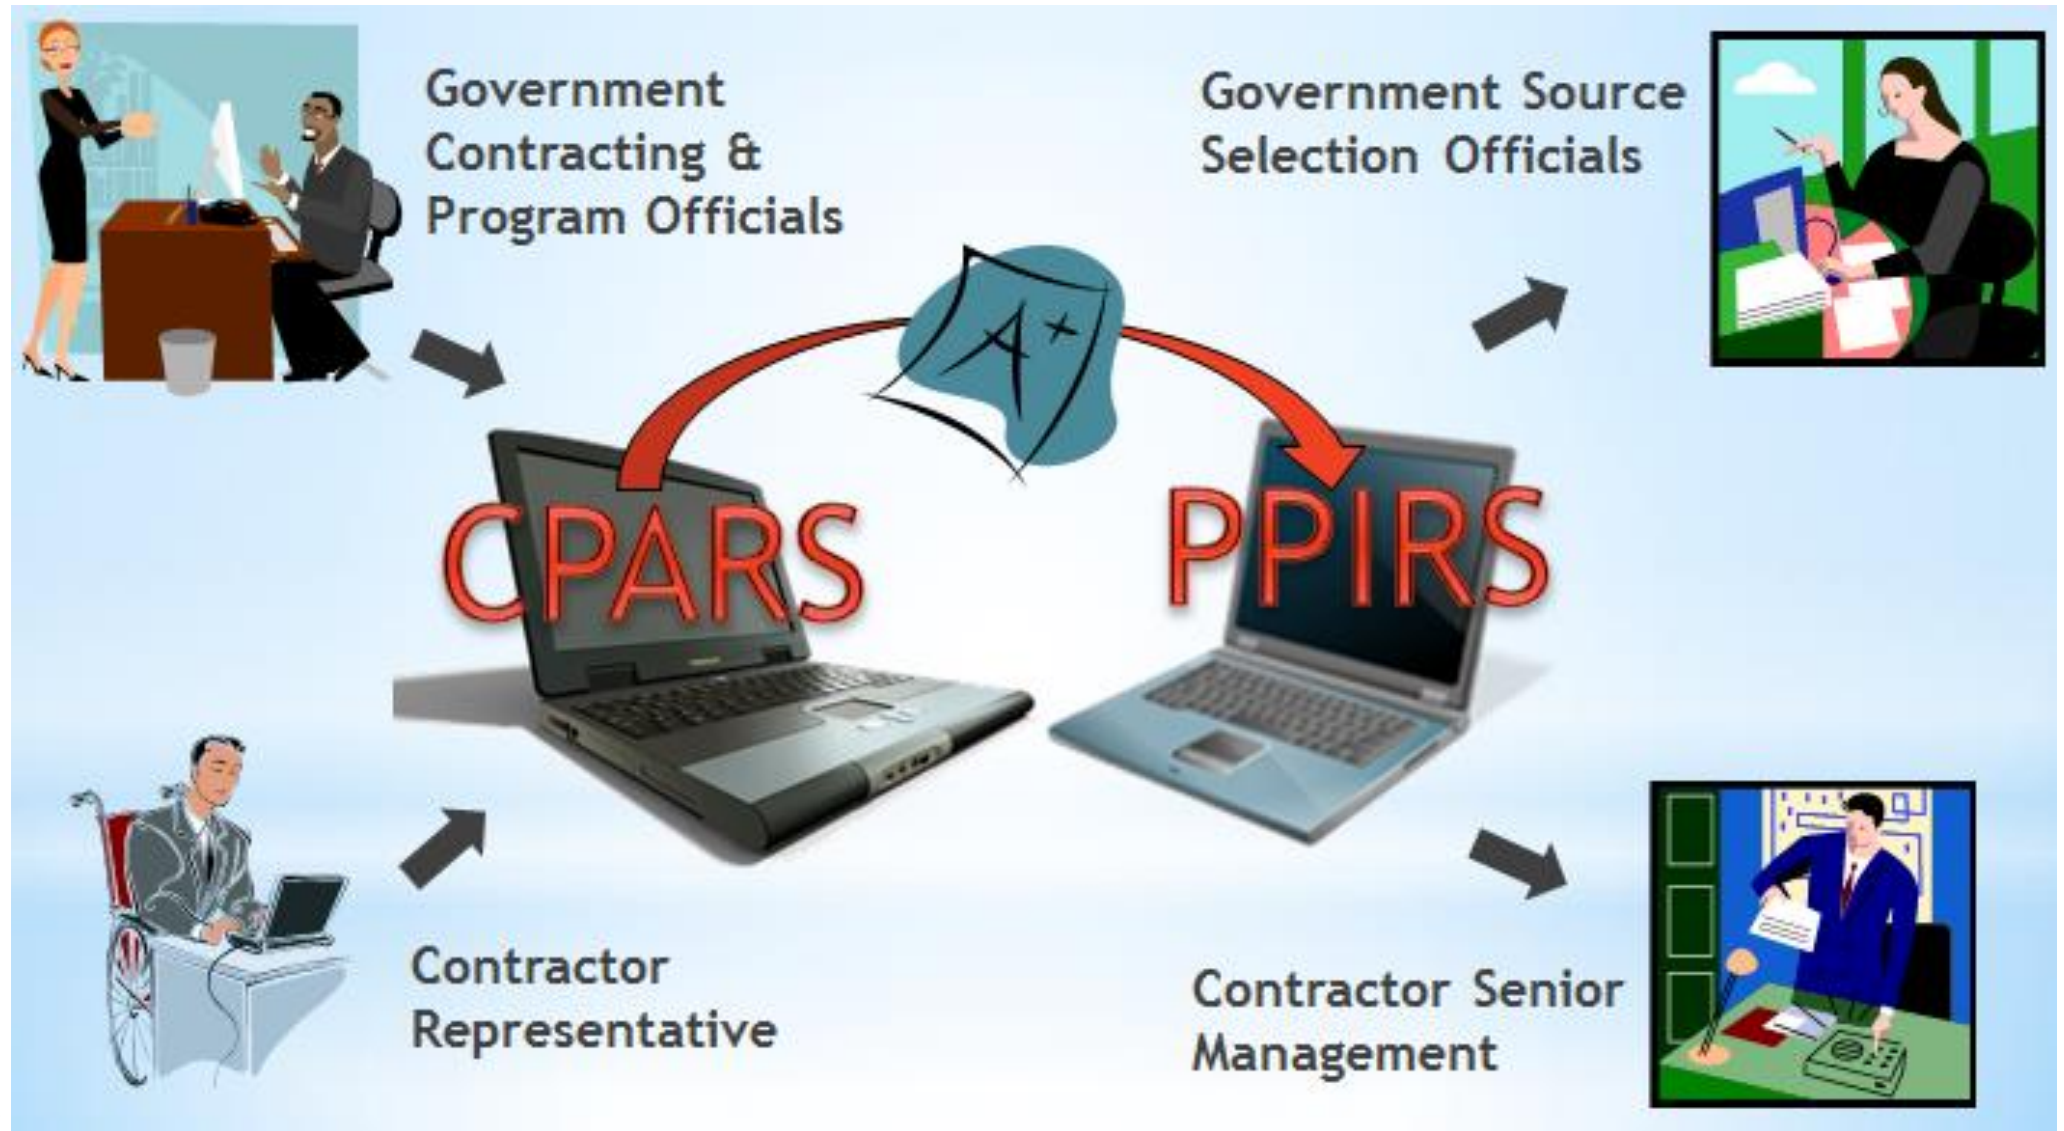 Government
Contracting &
Program Officials
Government Source
Selection Officials
A+
CPARS
PPIRS
Contractor
Representative
Contractor Senior
Management